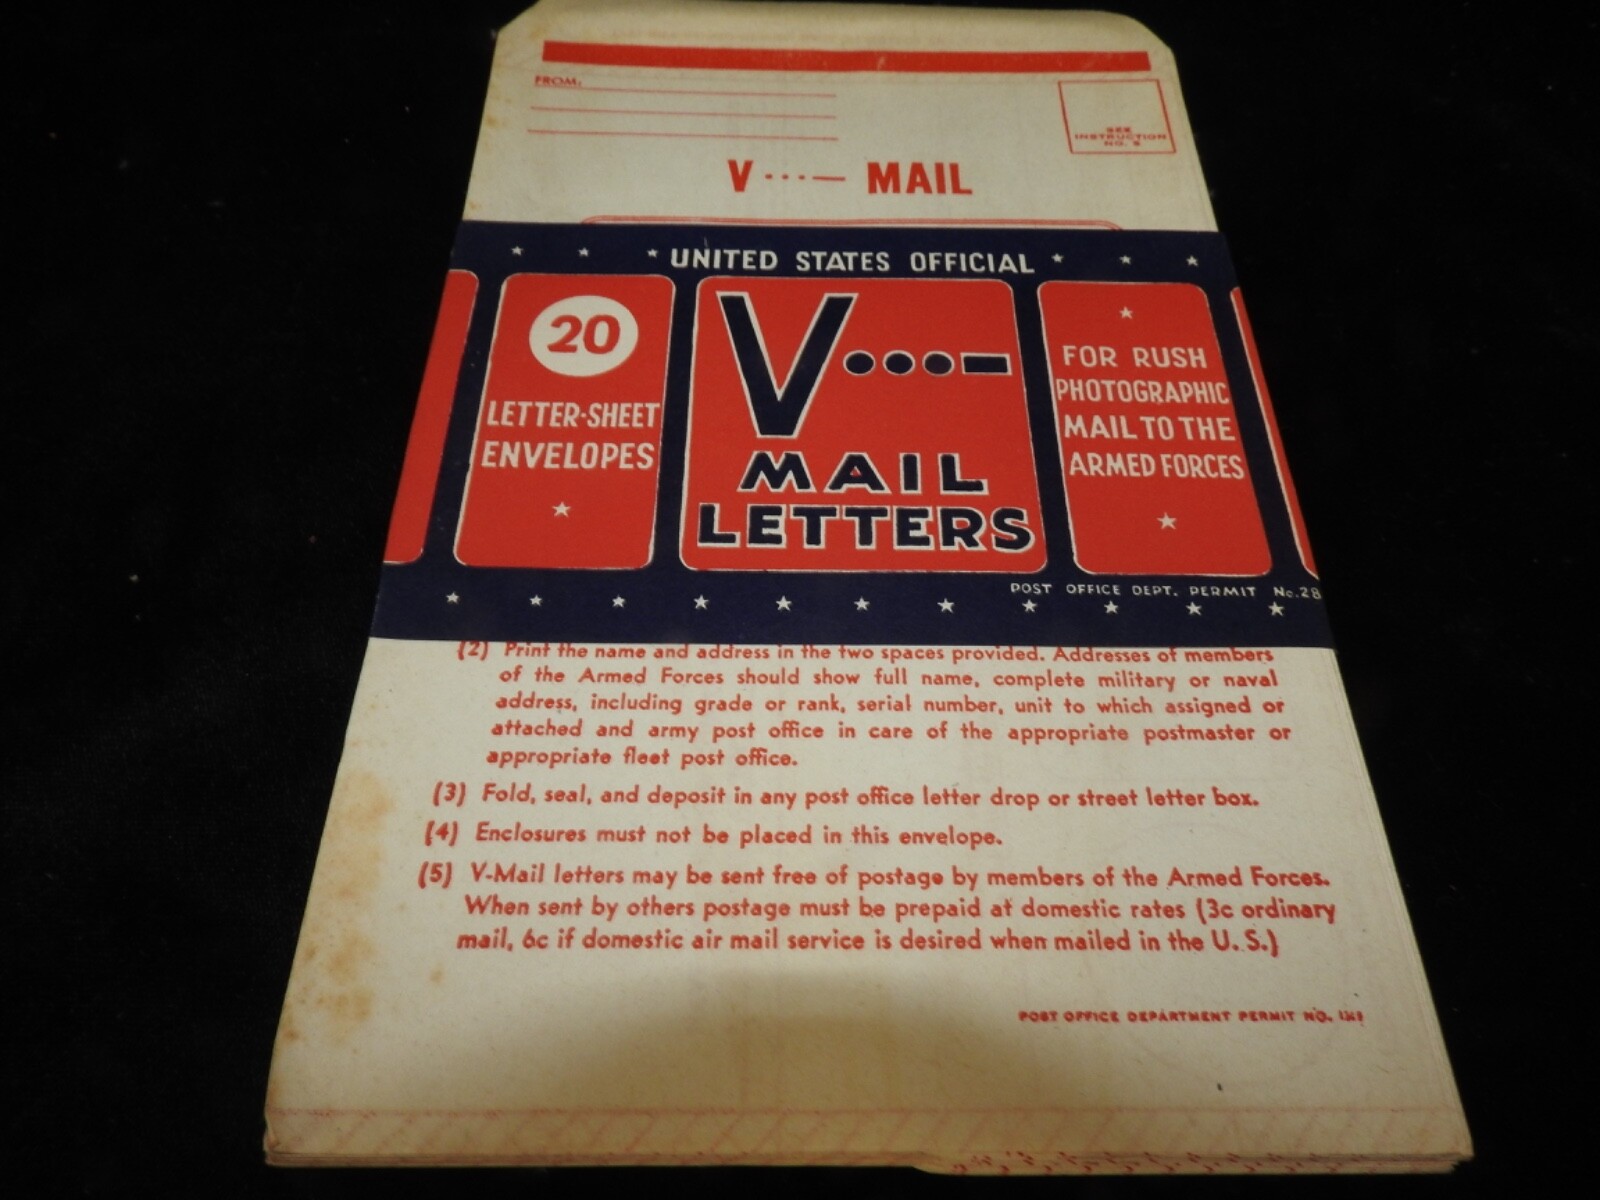 FROM:
SEE
INSTRUCTION
NO. 5
V ...— MAIL
UNITED STATES OFFICIAL
20
LETTER-SHEET
ENVELOPES
V...–
MAIL
LETTERS
FOR RUSH
PHOTOGRAPHIC
MAIL TO THE
ARMED FORCES
POST OFFICE DEPT. PERMIT No. 28
(2) Print the name and address in the two spaces provided. Addresses of members
of the Armed Forces should show full name, complete military or naval
address, including grade or rank, serial number, unit to which assigned or
attached and army post office in care of the appropriate postmaster or
appropriate fleet post office.
(3) Fold, seal, and deposit in any post office letter drop or street letter box.
(4) Enclosures must not be placed in this envelope.
(5) V-Mail letters may be sent free of postage by members of the Armed Forces.
When sent by others postage must be prepaid at domestic rates (3c ordinary
mail, 6c if domestic air mail service is desired when mailed in the U. S.)
POST OFFICE DEPARTMENT PERMIT NO.